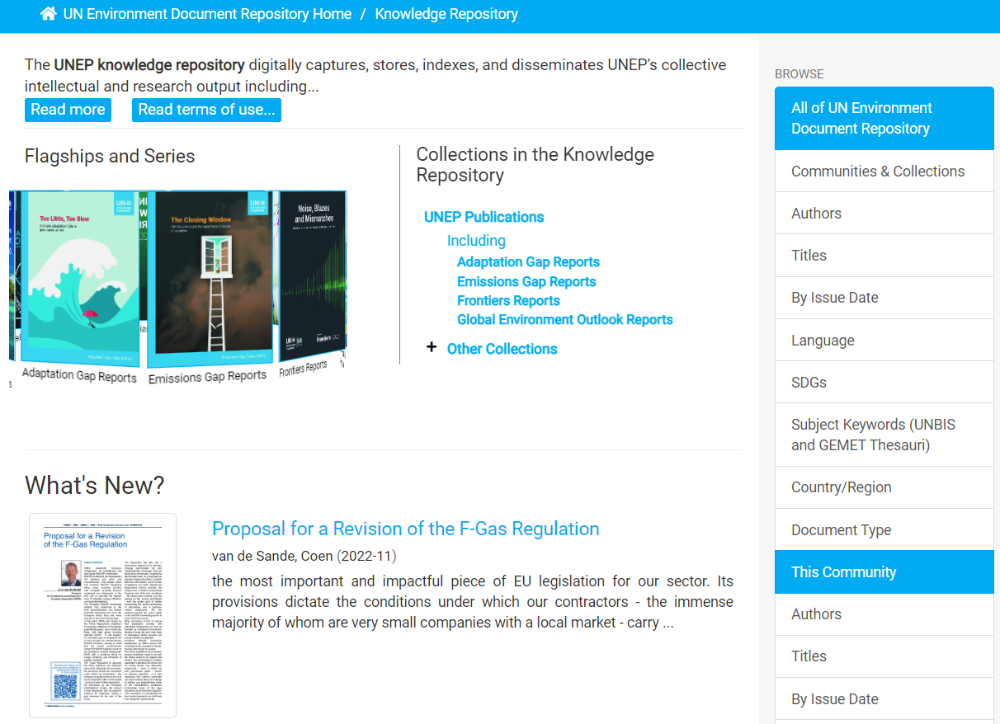 UN Environment Document Repository Home / Knowledge Repository
The UNEP knowledge repository digitally captures, stores, indexes, and disseminates UNEP’s collective
intellectual and research output including...
Read more Read terms of use...
Flagships and Series
Too Little, Too Slow
UN
The Closing Window
UN
Noise, Blazes
and Mismatches
Adaptation Gap Reports
Emissions Gap Reports
Frontiers Reports
Collections in the Knowledge
Repository
UNEP Publications
Including
Adaptation Gap Reports
Emissions Gap Reports
Frontiers Reports
Global Environment Outlook Reports
+ Other Collections
What's New?
Proposal for a Revision
of the F-Gas Regulation
Proposal for a Revision of the F-Gas Regulation
van de Sande, Coen (2022-11)
the most important and impactful piece of EU legislation for our sector. Its
provisions dictate the conditions under which our contractors - the immense
majority of whom are very small companies with a local market - carry ...
BROWSE
All of UN Environment
Document Repository
Communities & Collections
Authors
Titles
By Issue Date
Language
SDGs
Subject Keywords (UNBIS
and GEMET Thesauri)
Country/Region
Document Type
This Community
Authors
Titles
By Issue Date